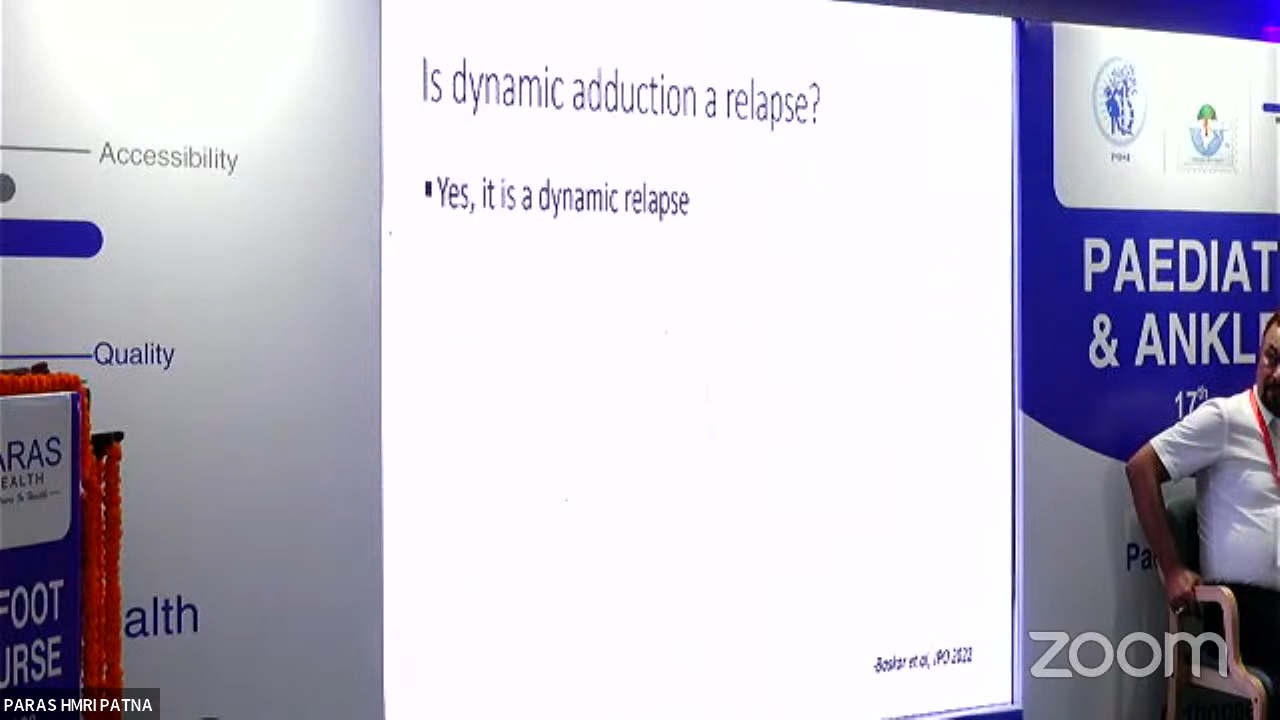 Accessibility
Quality
ARAS
EALTH
FOOT
URSE
alth
Is dynamic adduction a relapse?
Yes, it is a dynamic relapse
-Baskar et al, JPO 2022
PAEDIAT
& ANKL
17th
Pa
zoom
PARAS HMRI PATNA